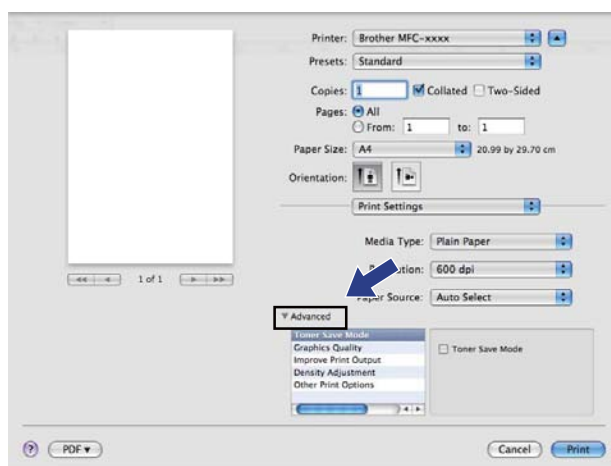 Printer: Brother MFC-xxxx
Presets: Standard
Copies: 1 Collated Two-Sided
Pages: All
From: 1 to: 1
Paper Size: A4 20.99 by 29.70 cm
Orientation:
Print Settings
Media Type: Plain Paper
1 of 1
600 dpi
Paper Source: Auto Select
Advanced
Toner Save Mode
Graphics Quality
Toner Save Mode
Improve Print Output
Density Adjustment
Other Print Options
? PDF Cancel Print